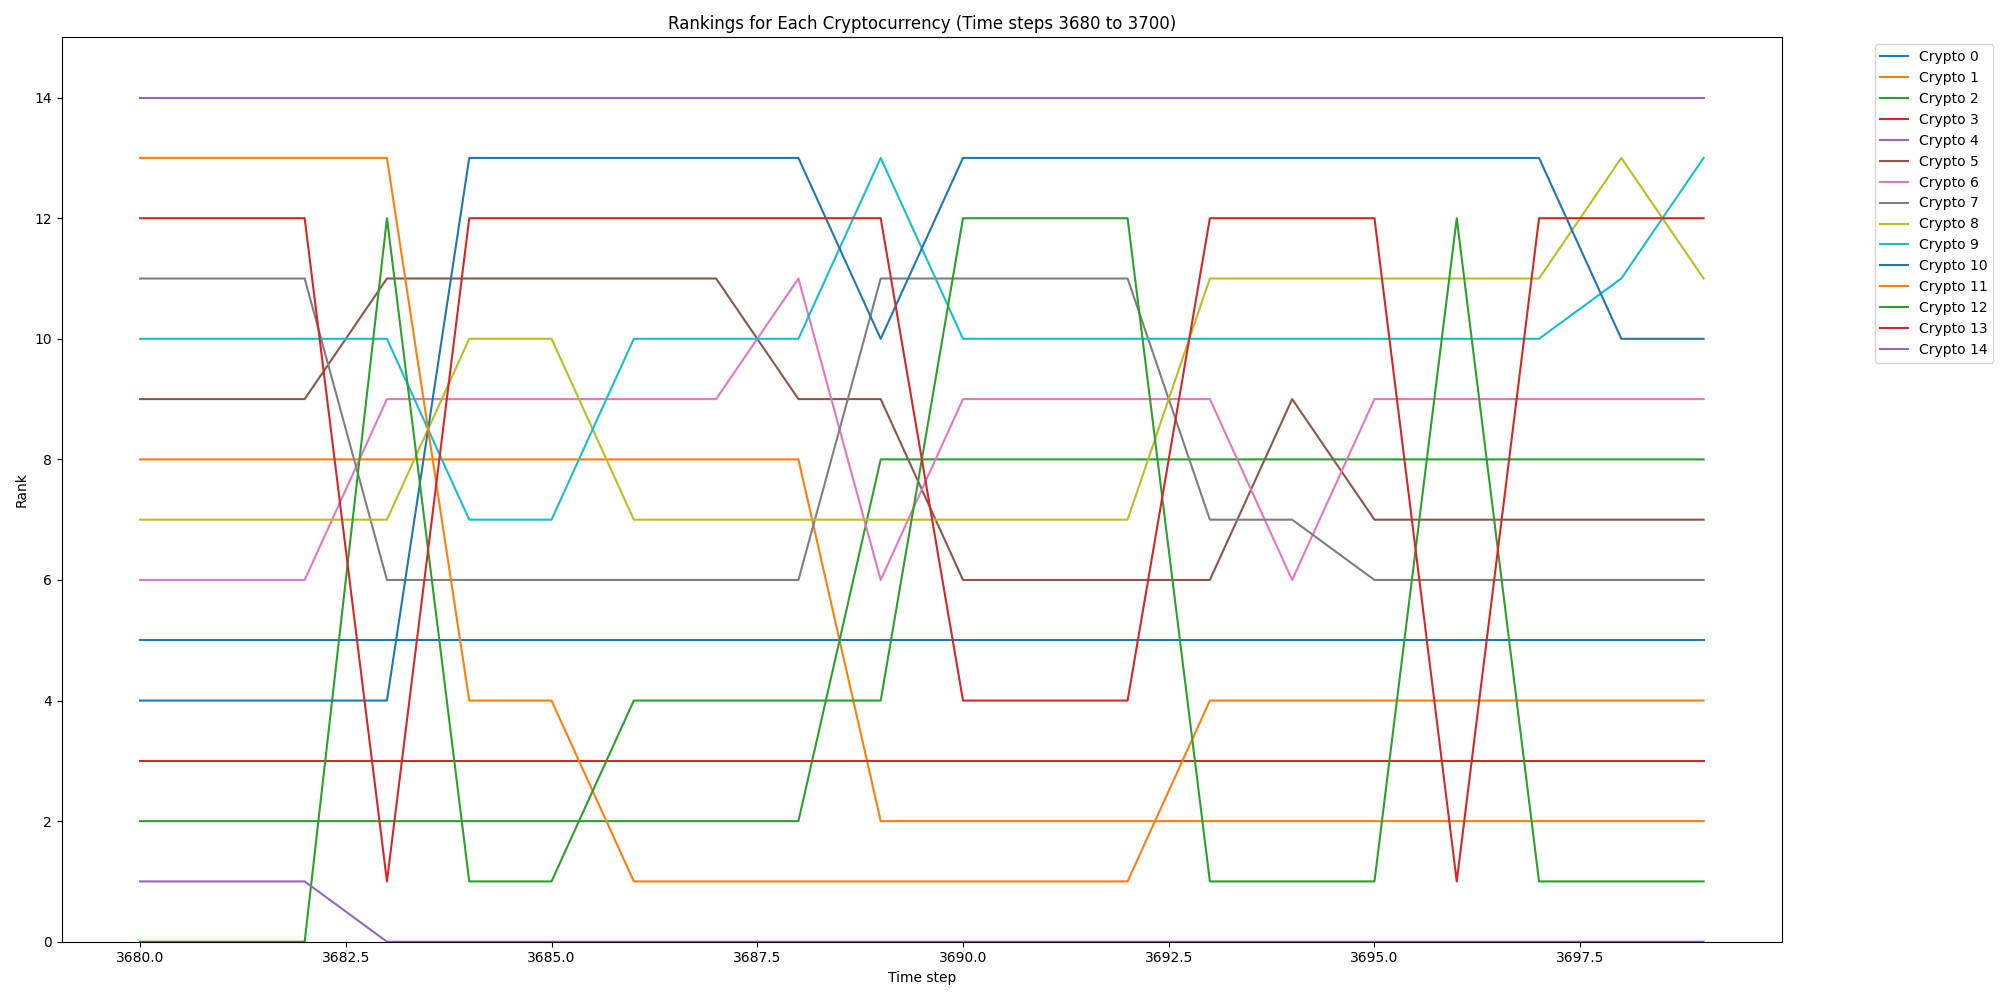 Rankings for Each Cryptocurrency (Time steps 3680 to 3700)
Rank
14
12
10
8
6
4
2
0
3680.0 3682.5 3685.0 3687.5 3690.0 3692.5 3695.0 3697.5
Time step
Crypto 0
Crypto 1
Crypto 2
Crypto 3
Crypto 4
Crypto 5
Crypto 6
Crypto 7
Crypto 8
Crypto 9
Crypto 10
Crypto 11
Crypto 12
Crypto 13
Crypto 14